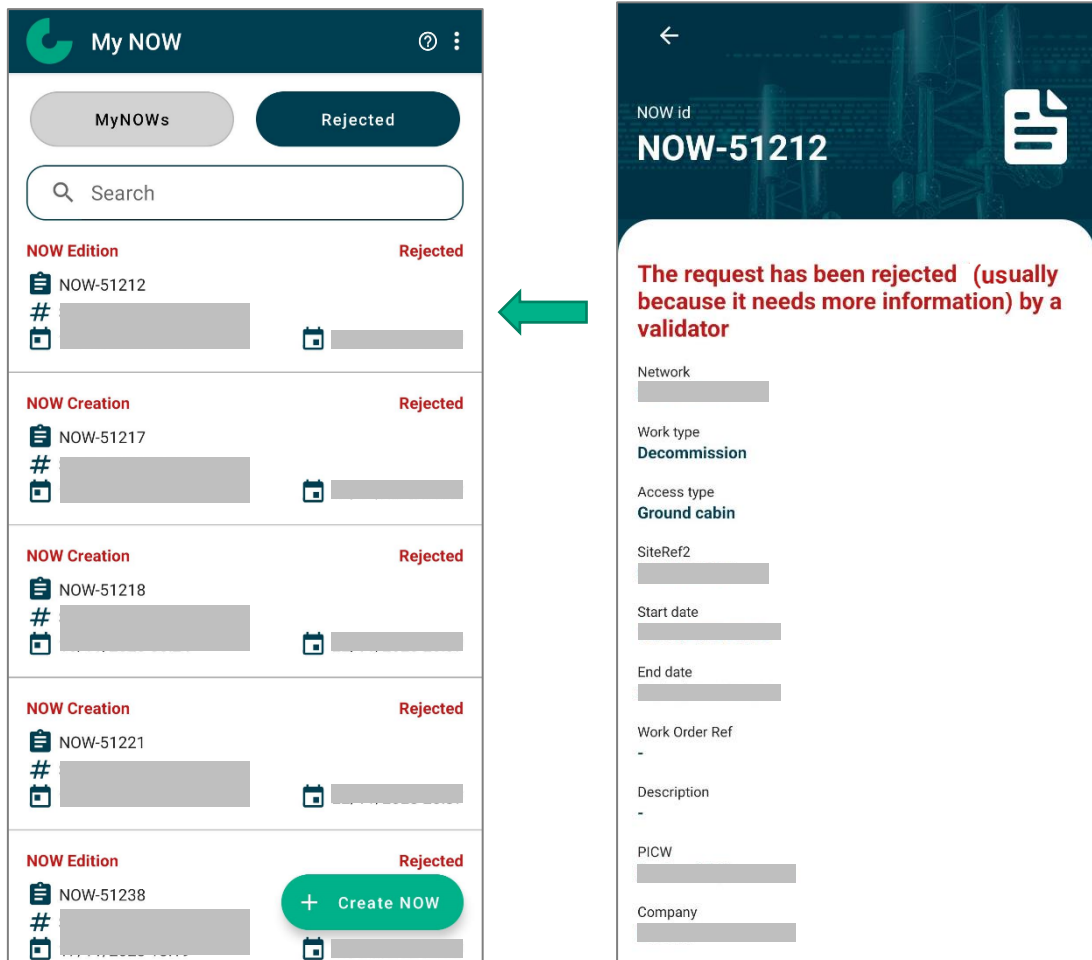 My NOW
MyNOWs
Rejected
Search
NOW Edition
Rejected
NOW-51212
#
NOW Creation
Rejected
NOW-51217
#
NOW Creation
Rejected
NOW-51218
#
NOW Creation
Rejected
NOW-51221
#
NOW Edition
Rejected
NOW-51238
#
+ Create NOW
NOW id
NOW-51212
The request has been rejected (usually
because it needs more information) by a
validator
Network
Work type
Decommission
Access type
Ground cabin
SiteRef2
Start date
End date
Work Order Ref
-
Description
-
PICW
Company